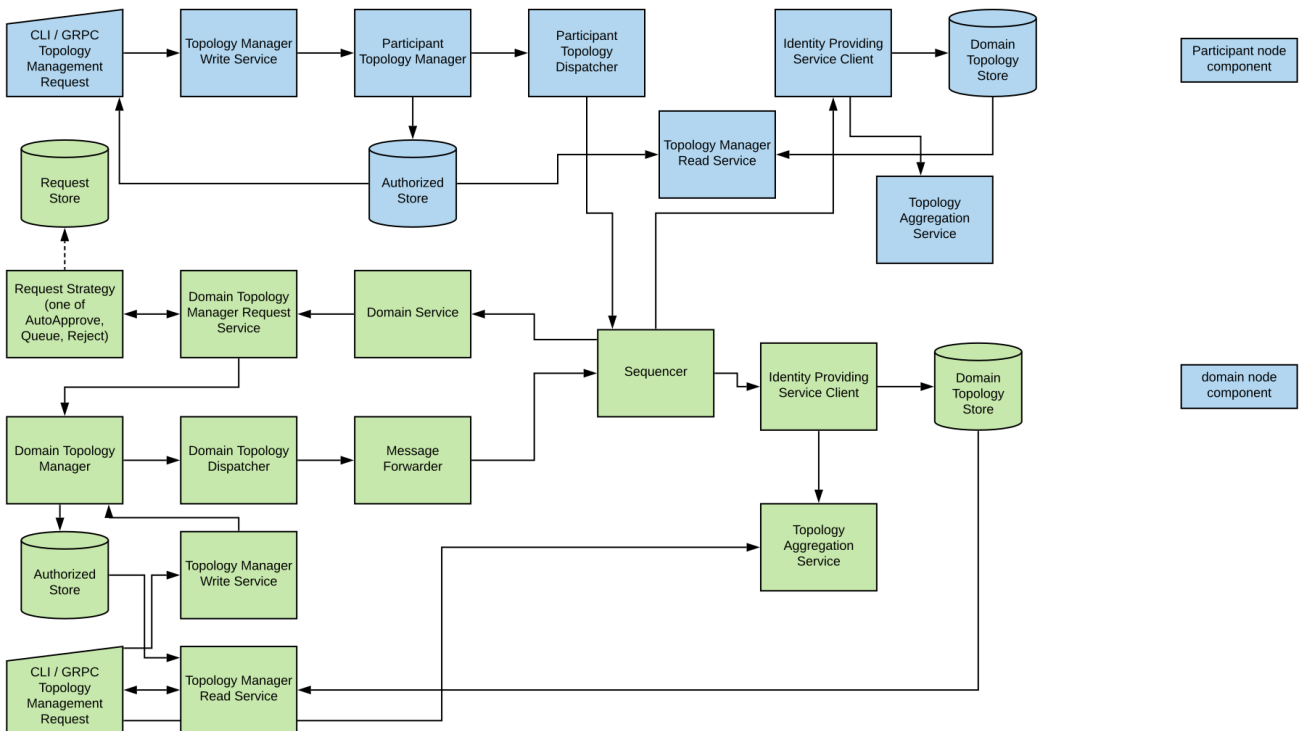 CLI / GRPC
Topology
Management
Request
Topology Manager
Write Service
Participant
Topology Manager
Participant
Topology
Dispatcher
Identity Providing
Service Client
Domain
Topology
Store
Participant node
component
Request
Store
Authorized
Store
Topology Manager
Read Service
Topology
Aggregation
Service
Request Strategy
(one of
AutoApprove,
Queue, Reject)
Domain Topology
Manager Request
Service
Domain Service
Sequencer
Identity Providing
Service Client
Domain
Topology
Store
domain node
component
Domain Topology
Manager
Domain Topology
Dispatcher
Message
Forwarder
Authorized
Store
Topology Manager
Write Service
Topology
Aggregation
Service
CLI / GRPC
Topology
Management
Request
Topology Manager
Read Service